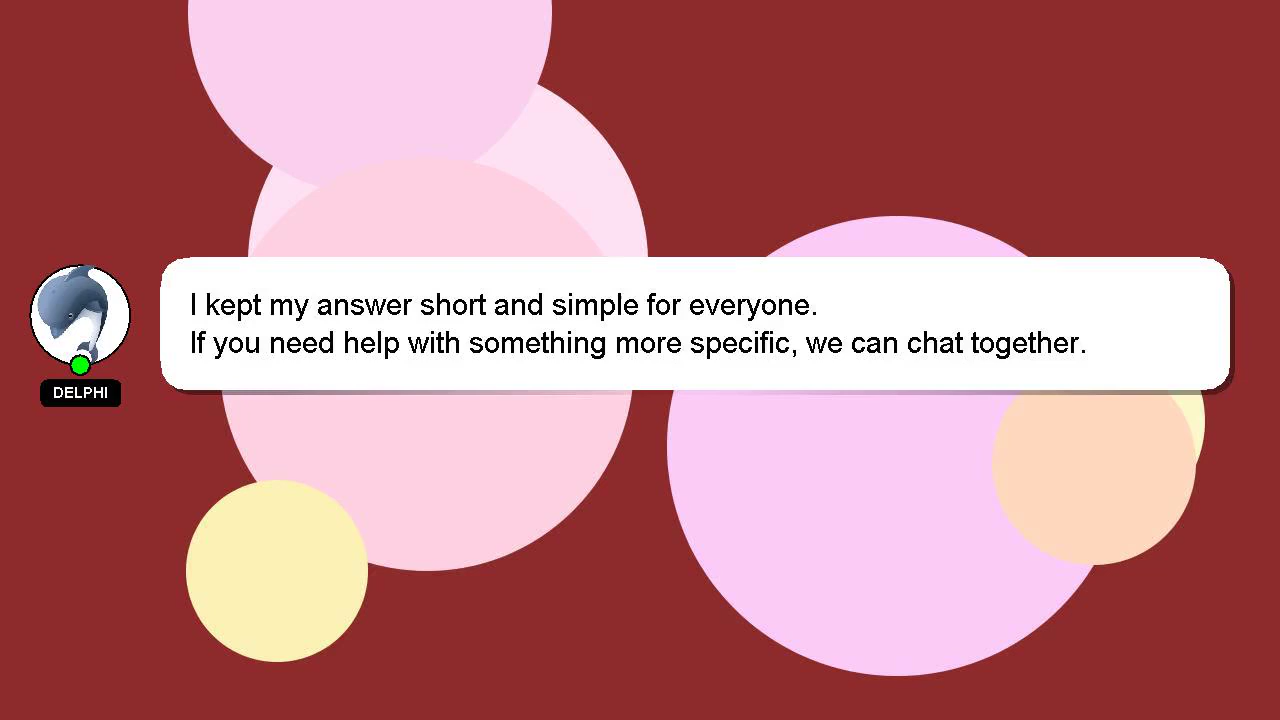 I kept my answer short and simple for everyone.
If you need help with something more specific, we can chat together.
DELPHI